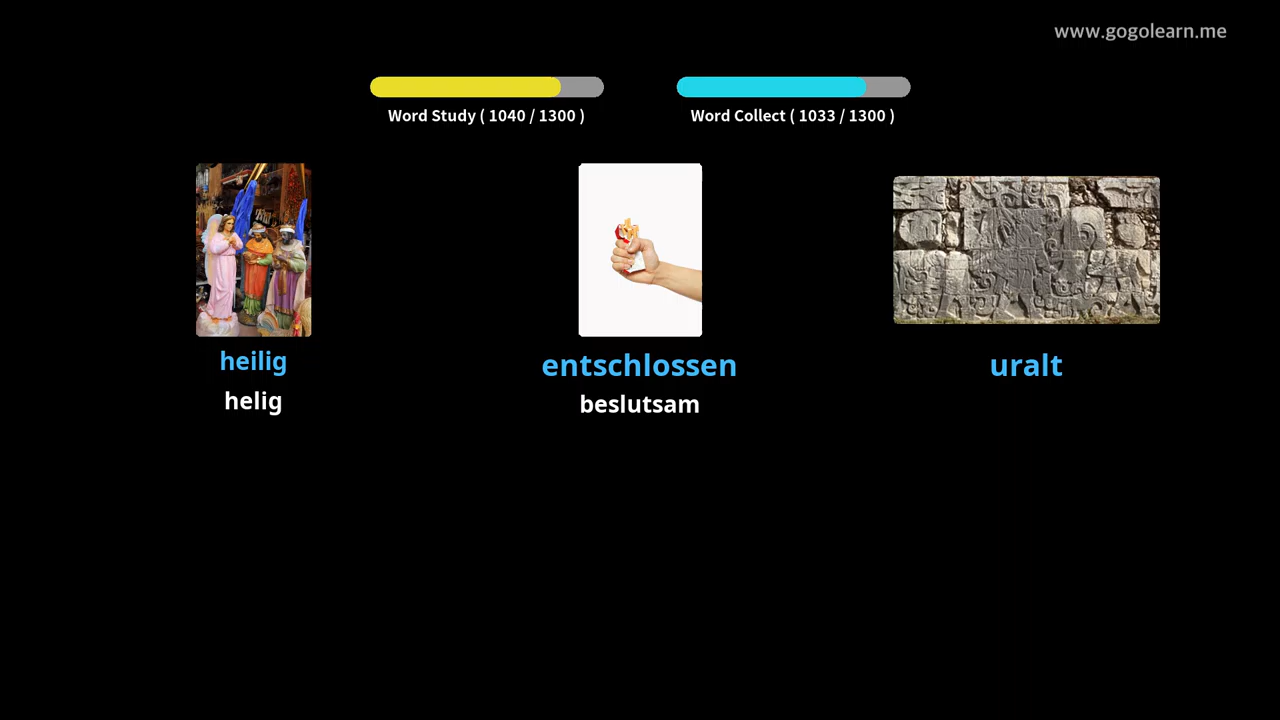 www.gogolearn.me
Word Study ( 1040 / 1300 )
Word Collect ( 1033 / 1300 )
heilig
entschlossen
uralt
helig
beslutsam